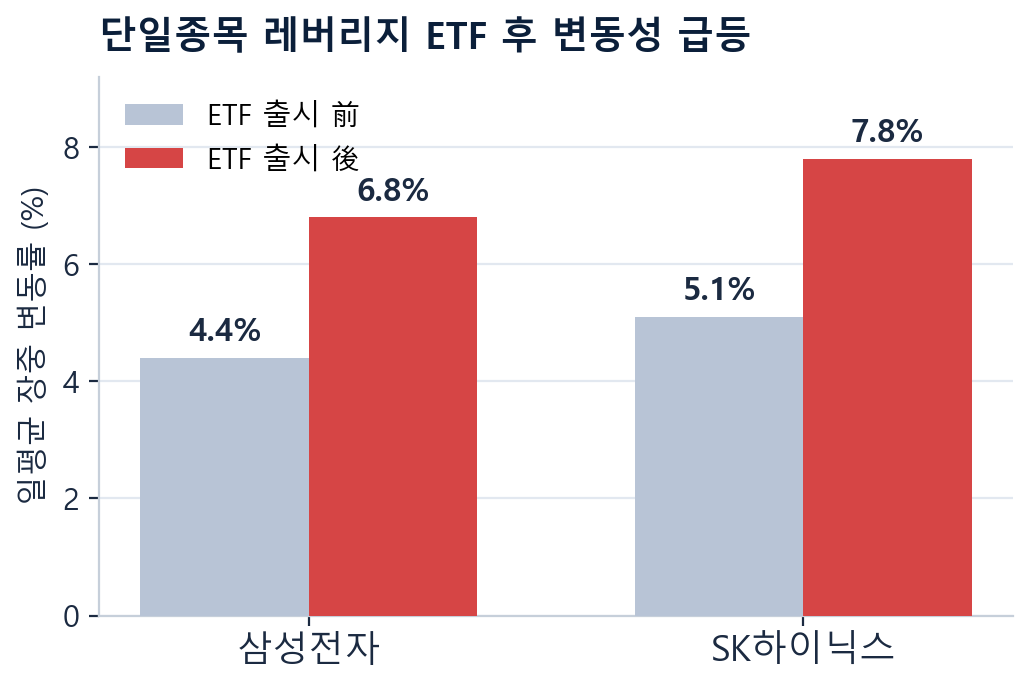 단일종목 레버리지 ETF 후 변동성 급등
ETF 출시 前
ETF 출시 後
일평균 장중 변동률 (%)
8
6
4
2
0
4.4%
6.8%
5.1%
7.8%
삼성전자
SK하이닉스